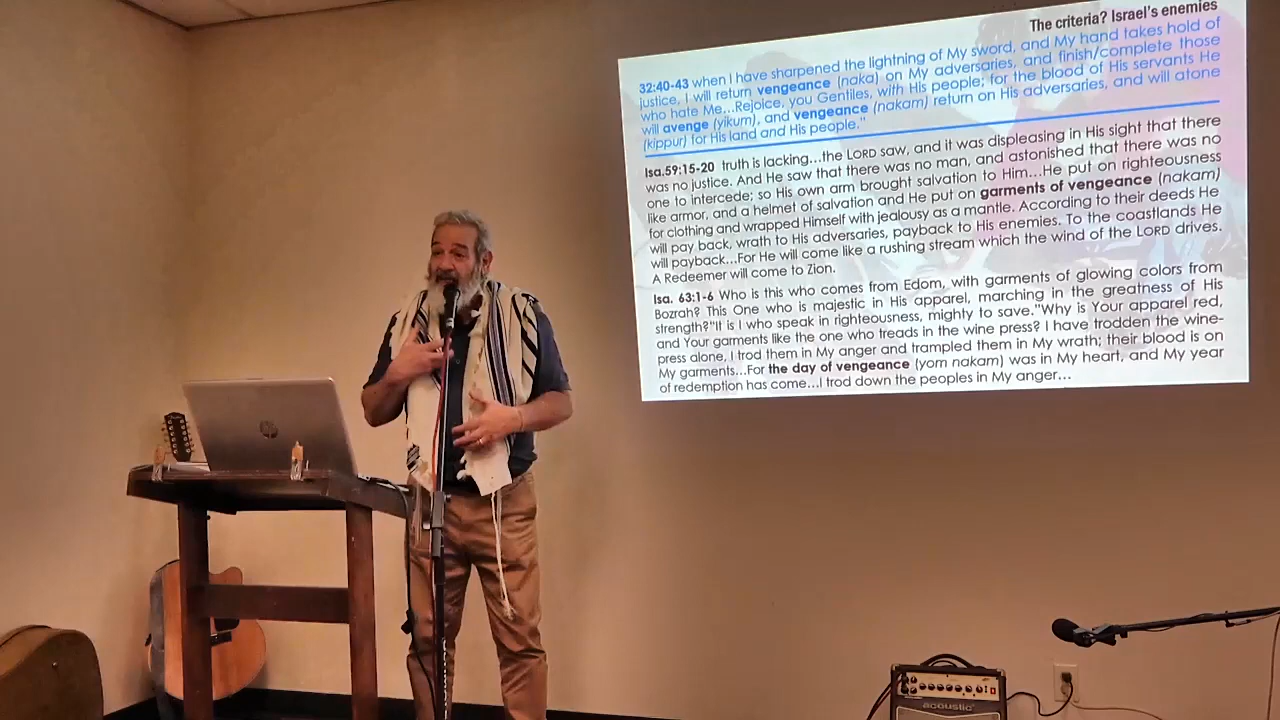 The criteria? Israel's enemies
32:40-43 when I have sharpened the lightning of My sword, and My hand takes hold of
justice, I will return vengeance (naka) on My adversaries, and finish/complete those
who hate Me...Rejoice, you Gentiles, with His people; for the blood of His servants He
will avenge (yikum), and vengeance (nakam) return on His adversaries, and will atone
(kippur) for His land and His people."
Isa.59:15-20 truth is lacking...the LORD saw, and it was displeasing in His sight that there
was no justice. And He saw that there was no man, and astonished that there was no
one to intercede; so His own arm brought salvation to Him...He put on righteousness
like armor, and a helmet of salvation and He put on garments of vengeance (nakam)
for clothing and wrapped Himself with jealousy as a mantle. According to their deeds He
will pay back, wrath to His adversaries, payback to His enemies. To the coastlands He
will payback...For He will come like a rushing stream which the wind of the LORD drives.
A Redeemer will come to Zion.
Isa. 63:1-6 Who is this who comes from Edom, with garments of glowing colors from
Bozrah? This One who is majestic in His apparel, marching in the greatness of His
strength?"It is I who speak in righteousness, mighty to save."Why is Your apparel red,
and Your garments like the one who treads in the wine press? I have trodden the wine-
press alone, I trod them in My anger and trampled them in My wrath; their blood is on
My garments...For the day of vengeance (yom nakam) was in My heart, and My year
of redemption has come...I trod down the peoples in My anger...
hp
acoustic